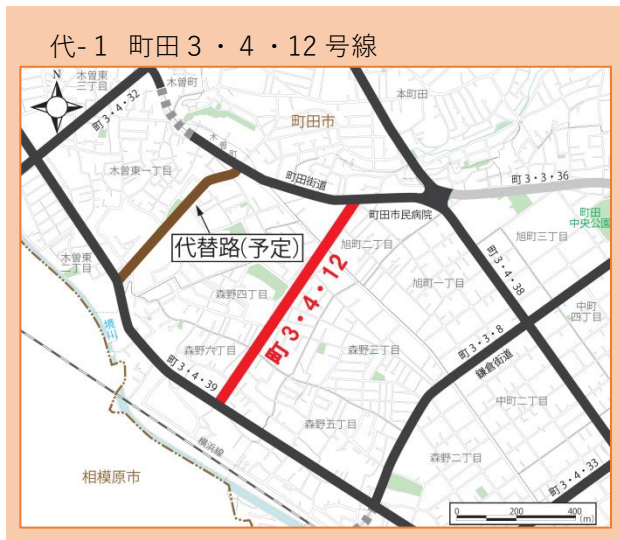 代-1 町田3・4・12号線
N
木曽東
三丁目
木曽町
本町田
町田市
町3・4・32
木曽東一丁目
町田街道
町3・3・36
町田市民病院
町田
中央公園
代替路(予定)
旭町二丁目
旭町三丁目
木曽東
二丁目
町3・4・12
旭町一丁目
町3・4・38
森野四丁目
中町
四丁目
境川
森野六丁目
森野三丁目
町3・3・8
鎌倉街道
町3・4・39
中町二丁目
森野五丁目
横浜線
森野二丁目
町3・4・33
相模原市
0 200 400
(m)